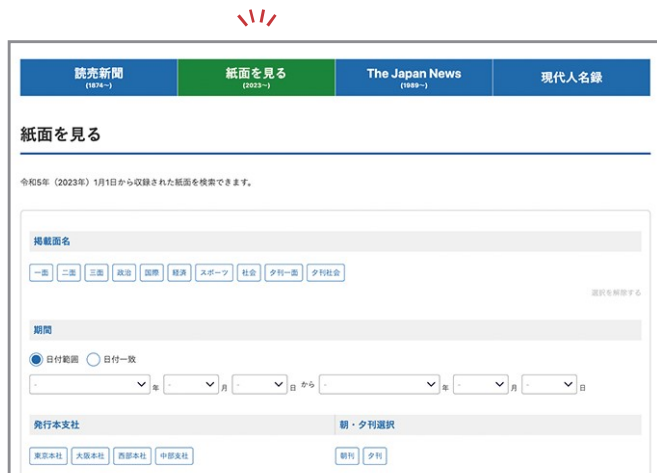 読売新聞 紙面を見る The Japan News 現代人名録
(1874~) (2023~) (1989~)
紙面を見る
令和5年（2023年）1月1日から収録された紙面を検索できます。
掲載面名
一面 二面 三面 政治 国際 経済 スポーツ 社会 夕刊一面 夕刊社会
選択を解除する
期間
日付範囲 日付一致
- 年 - 月 - 日 から - 年 - 月 - 日
発行本支社 朝・夕刊選択
東京本社 大阪本社 西部本社 中部支社 朝刊 夕刊